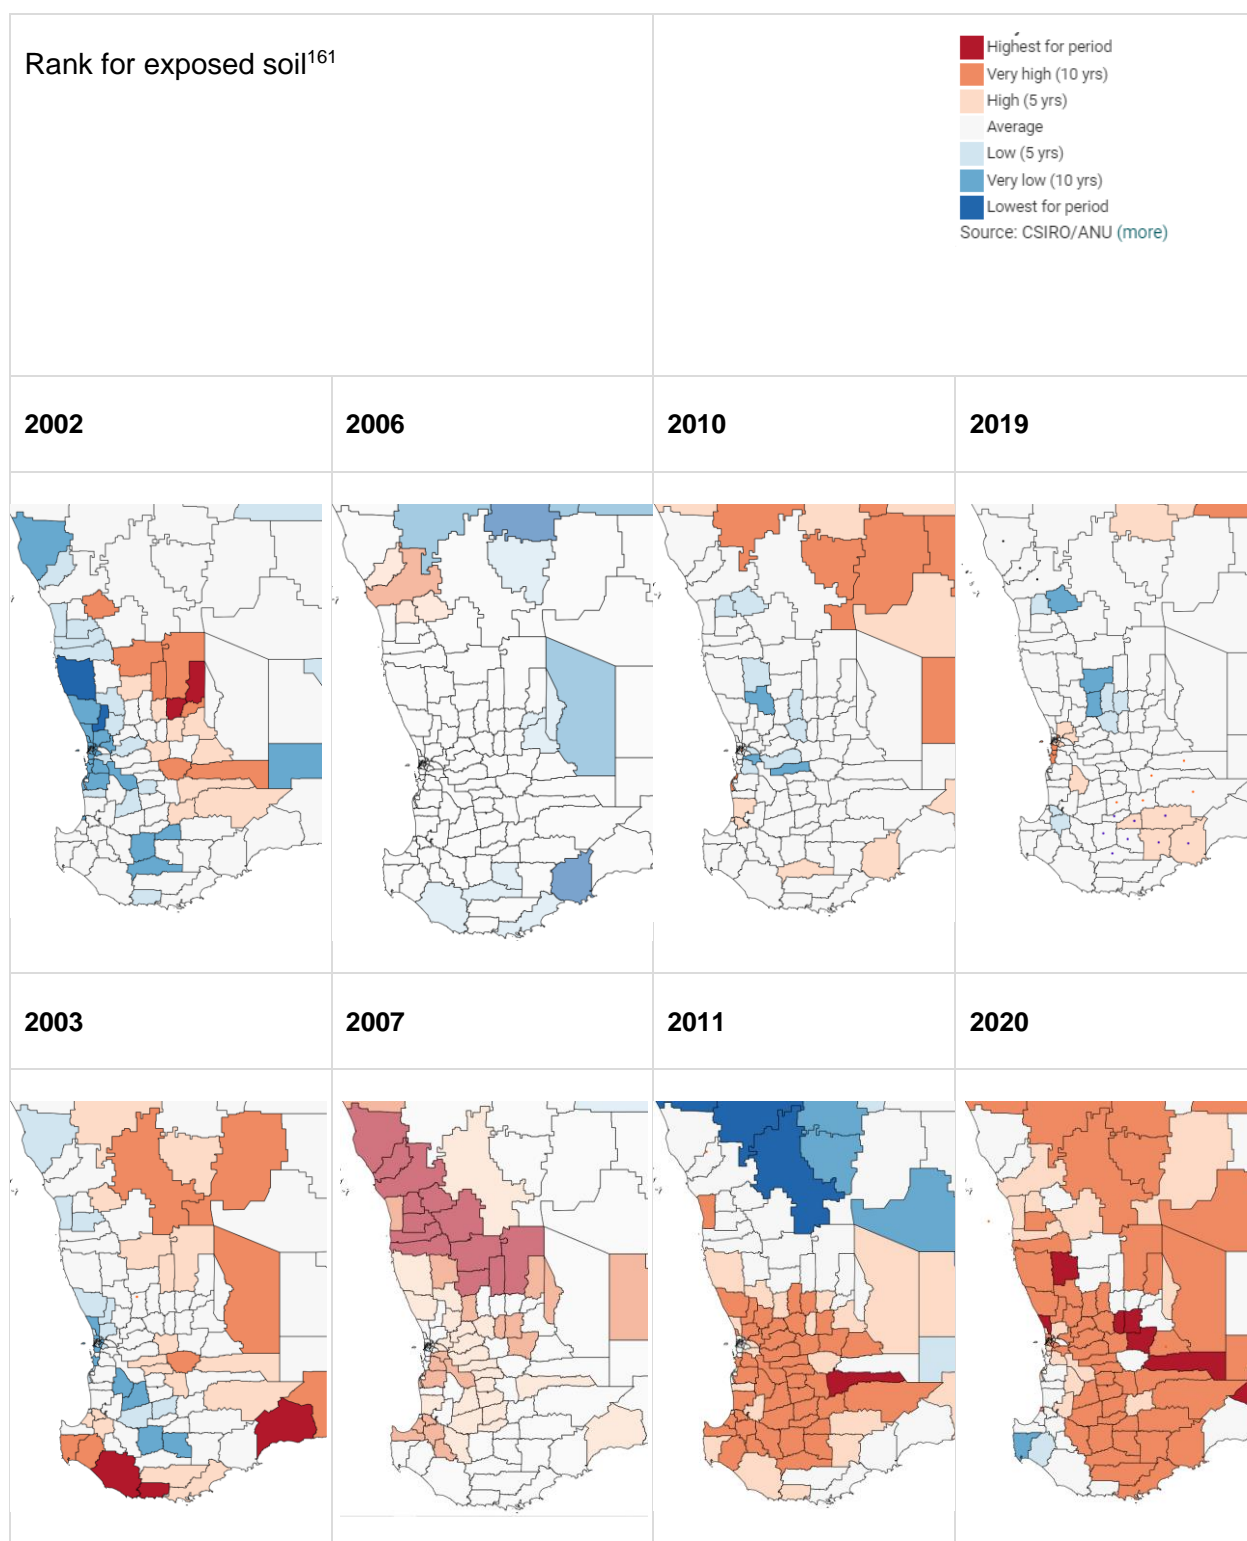 Rank for exposed soil161
Highest for period
Very high (10 yrs)
High (5 yrs)
Average
Low (5 yrs)
Very low (10 yrs)
Lowest for period
Source: CSIRO/ANU (more)
2002
2006
2010
2019
2003
2007
2011
2020